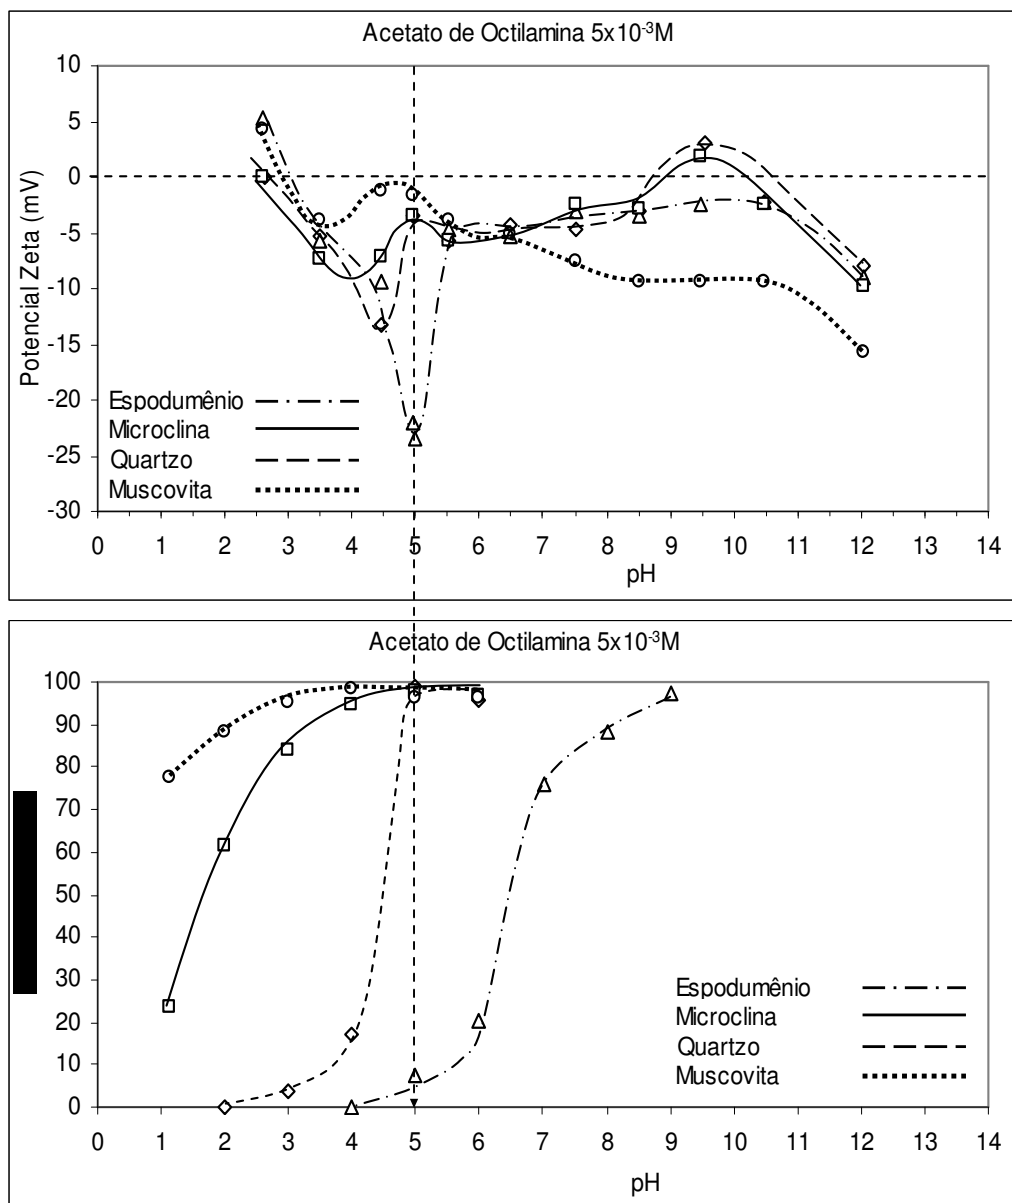 Acetato de Octilamina 5x10⁻³M
10
5
0
-5
-10
-15
-20
-25
-30
Potencial Zeta (mV)
Espodumênio
Microclina
Quartzo
Muscovita
0 1 2 3 4 5 6 7 8 9 10 11 12 13 14
pH
Acetato de Octilamina 5x10⁻³M
100
90
80
70
60
50
40
30
20
10
0
Espodumênio
Microclina
Quartzo
Muscovita
0 1 2 3 4 5 6 7 8 9 10 11 12 13 14
pH